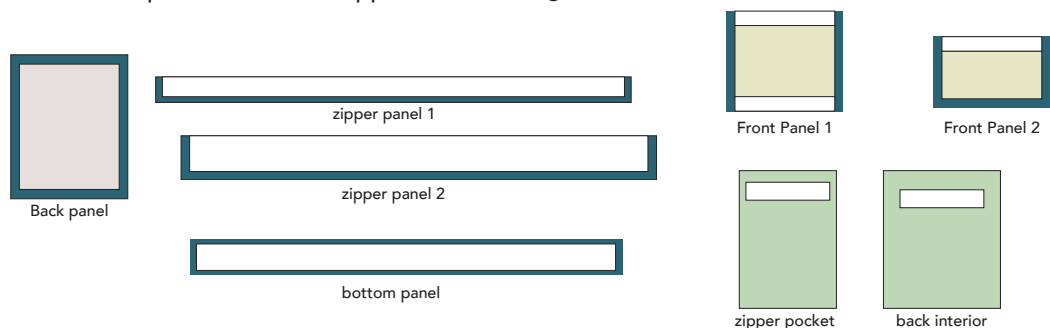 Back panel
zipper panel 1
zipper panel 2
bottom panel
Front Panel 1
Front Panel 2
zipper pocket
back interior